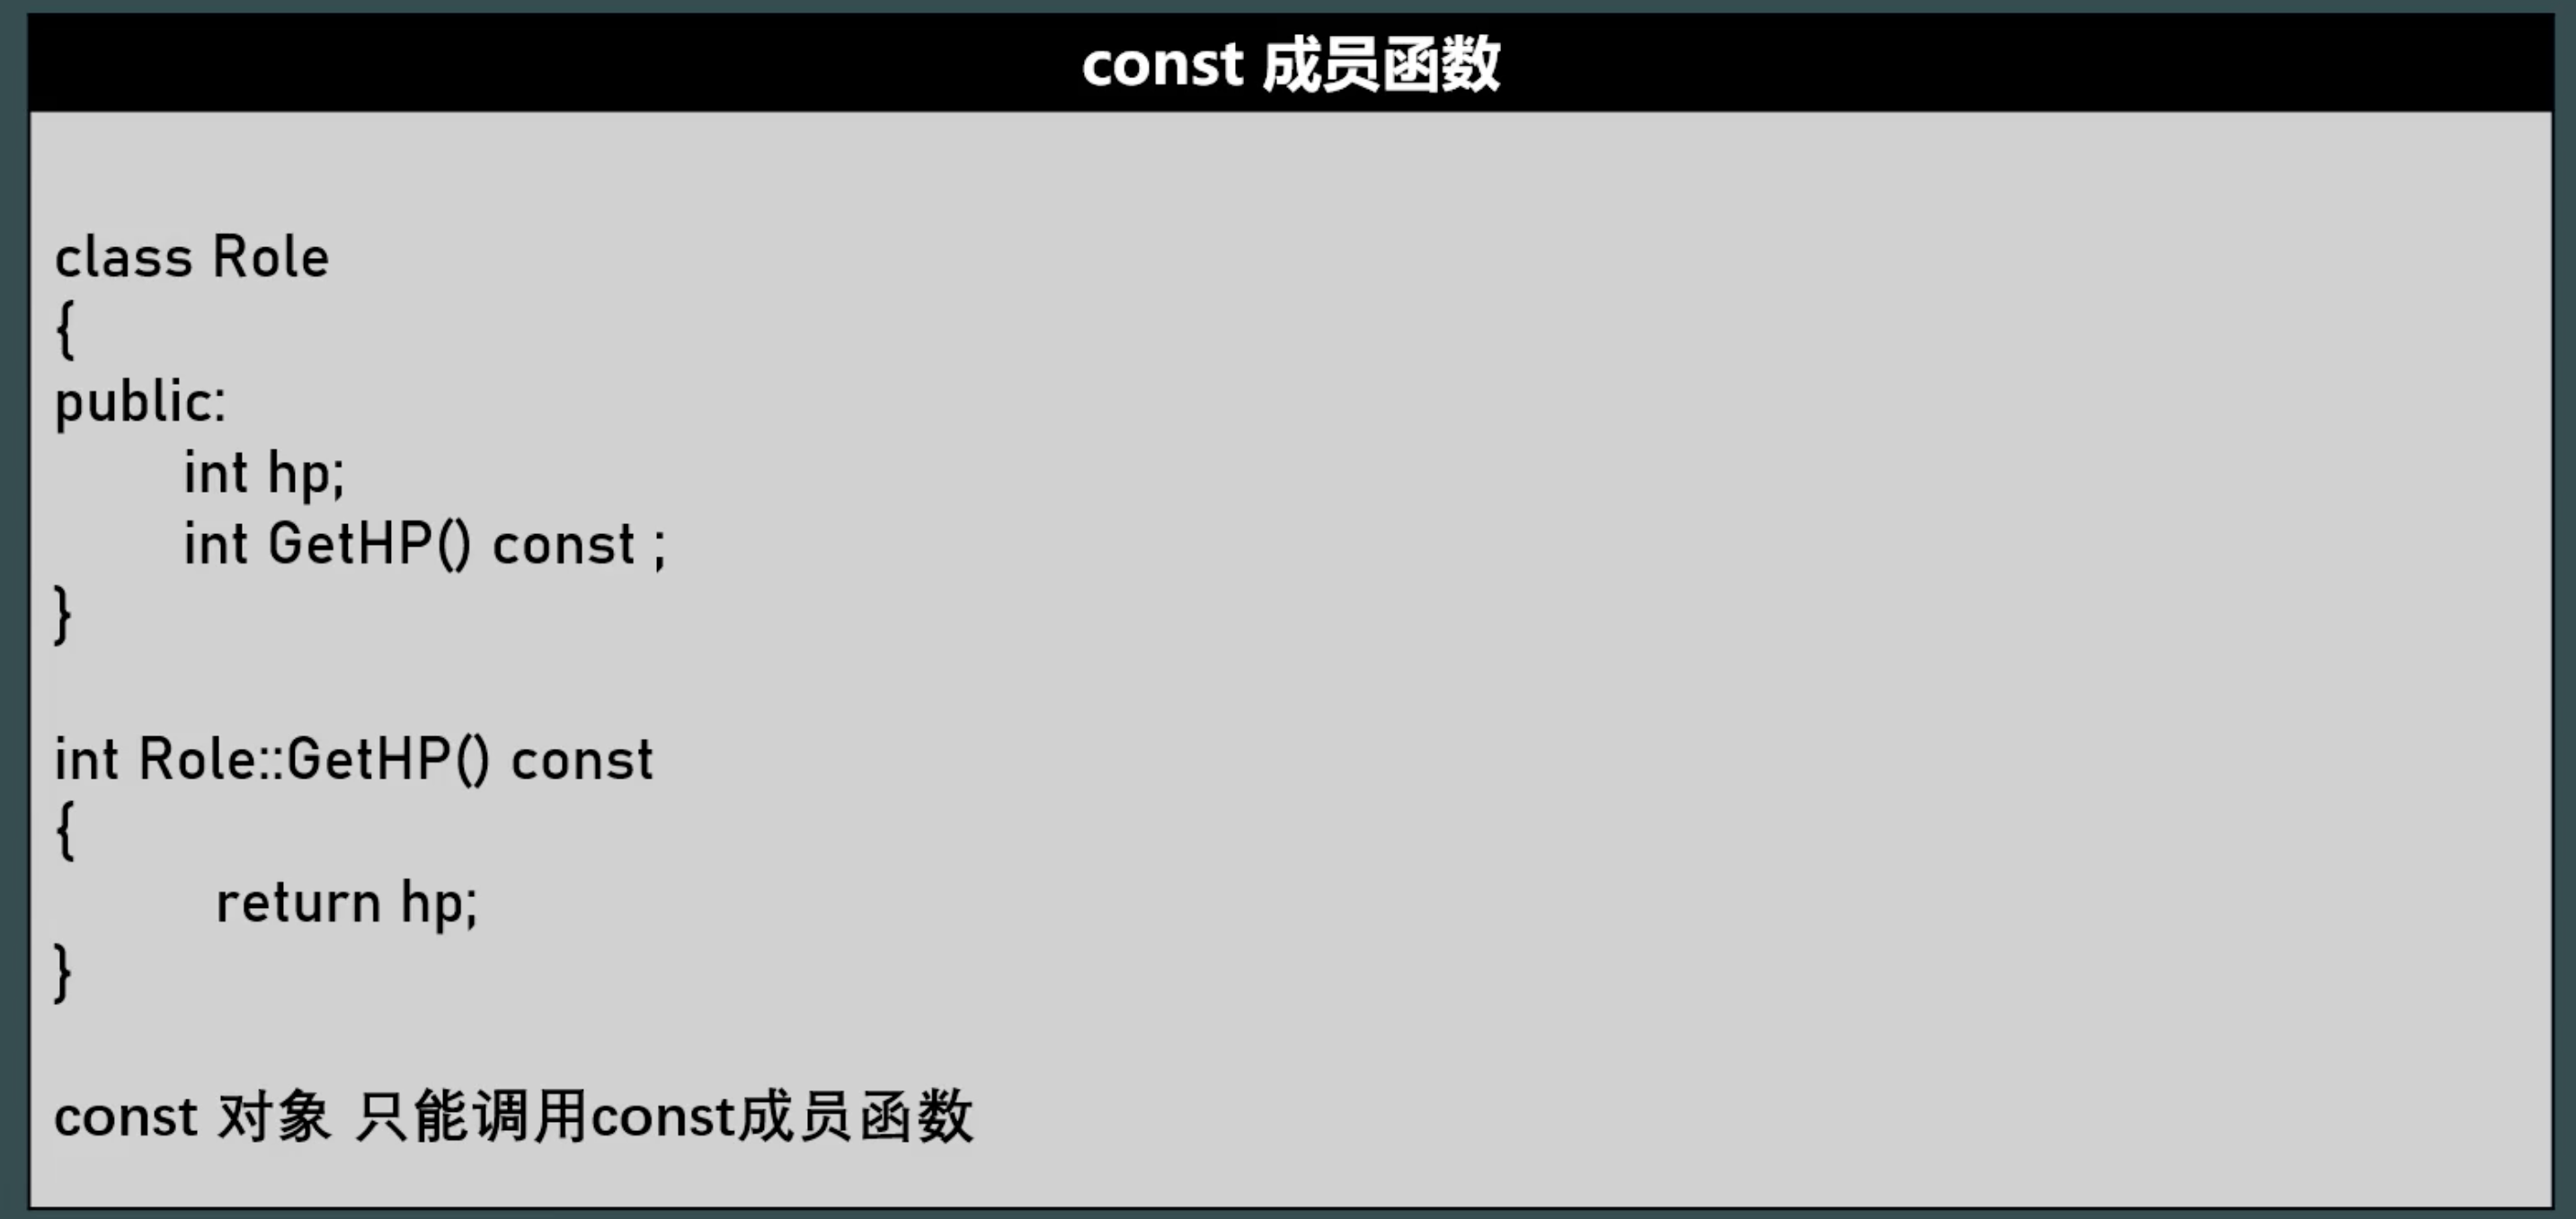 const 成员函数
class Role
{
public:
int hp;
int GetHP() const ;
}
int Role::GetHP() const
{
return hp;
}
const 对象 只能调用const成员函数